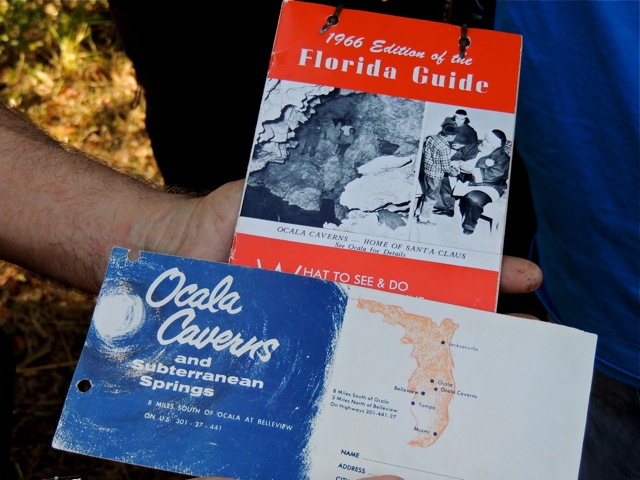 1966 Edition of the
Florida Guide
OCALA CAVERNS — HOME OF SANTA CLAUS
See Ocala for Details
WHAT TO SEE & DO
Ocala
Caverns
and
Subterranean
Springs
8 MILES SOUTH OF OCALA AT BELLEVIEW
ON U.S. 301 - 27 - 441
Jacksonville
Ocala
Ocala Caverns
Belleview
Tampa
Miami
8 Miles South of Ocala
3 Miles North of Belleview
On Highways 301-441-27
NAME
ADDRESS